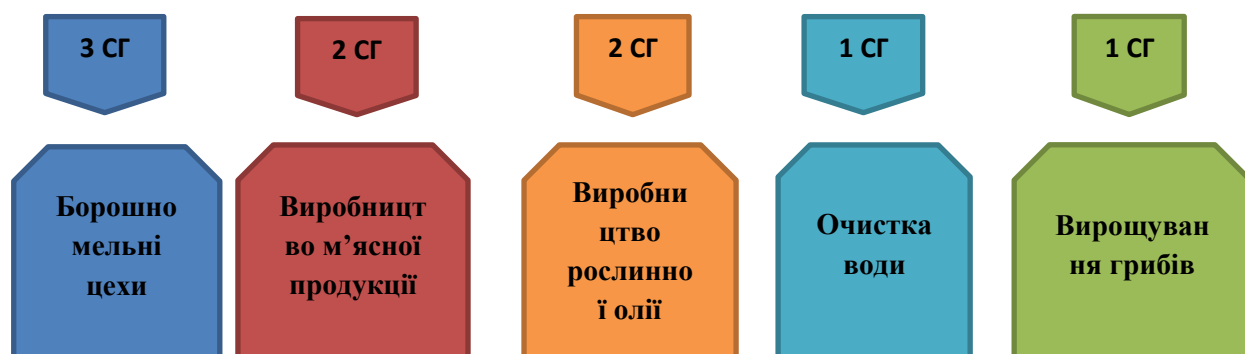 3 СГ
2 СГ
2 СГ
1 СГ
1 СГ
Борошно
мельні
цехи
Виробницт
во м’ясної
продукції
Виробни
цтво
рослинно
ї олії
Очистка
води
Вирощуван
ня грибів